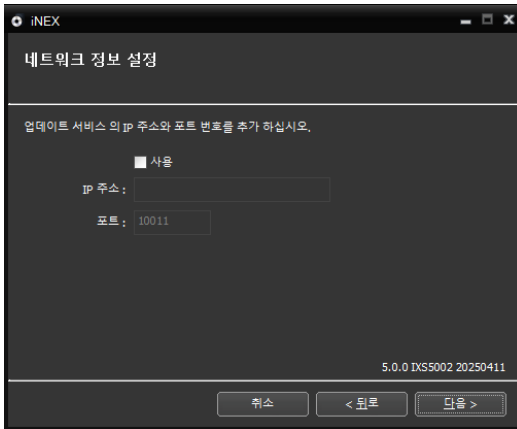 iNEX
네트워크 정보 설정
업데이트 서비스 의 IP 주소와 포트 번호를 추가 하십시오.
사용
IP 주소 :
포트 : 10011
5.0.0 IXS5002 20250411
취소 < 뒤로 다음 >